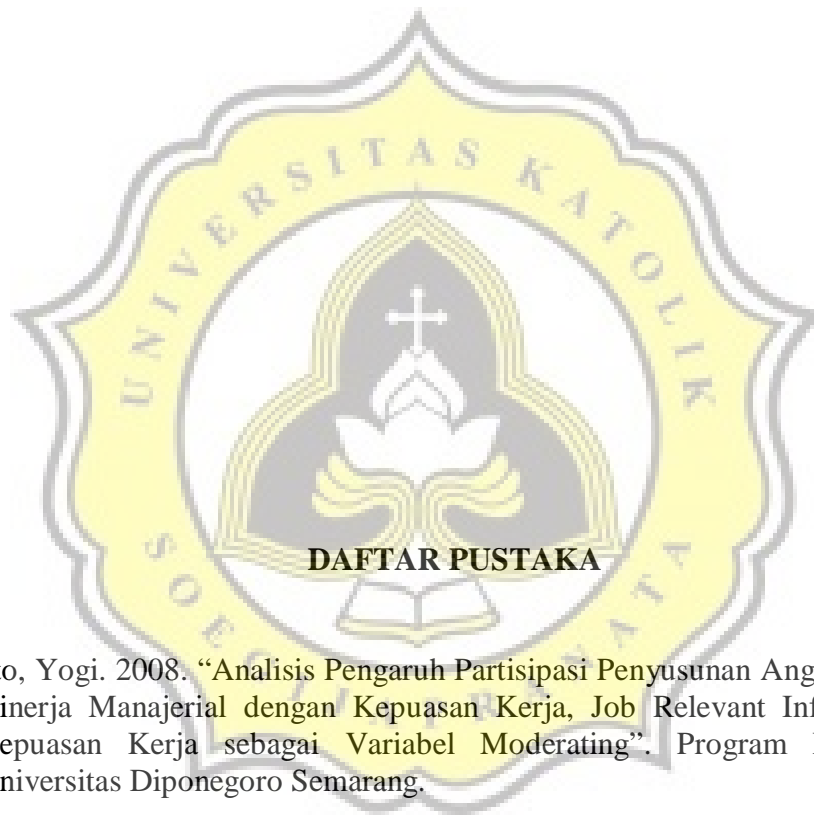 UNIVERSITAS KATOLIK
SOEGIJAPRANATA
DAFTAR PUSTAKA
to, Yogi. 2008. “Analisis Pengaruh Partisipasi Penyusunan Ang
inerja Manajerial dengan Kepuasan Kerja, Job Relevant Inf
epuasan Kerja sebagai Variabel Moderating”. Program
niversitas Diponegoro Semarang.